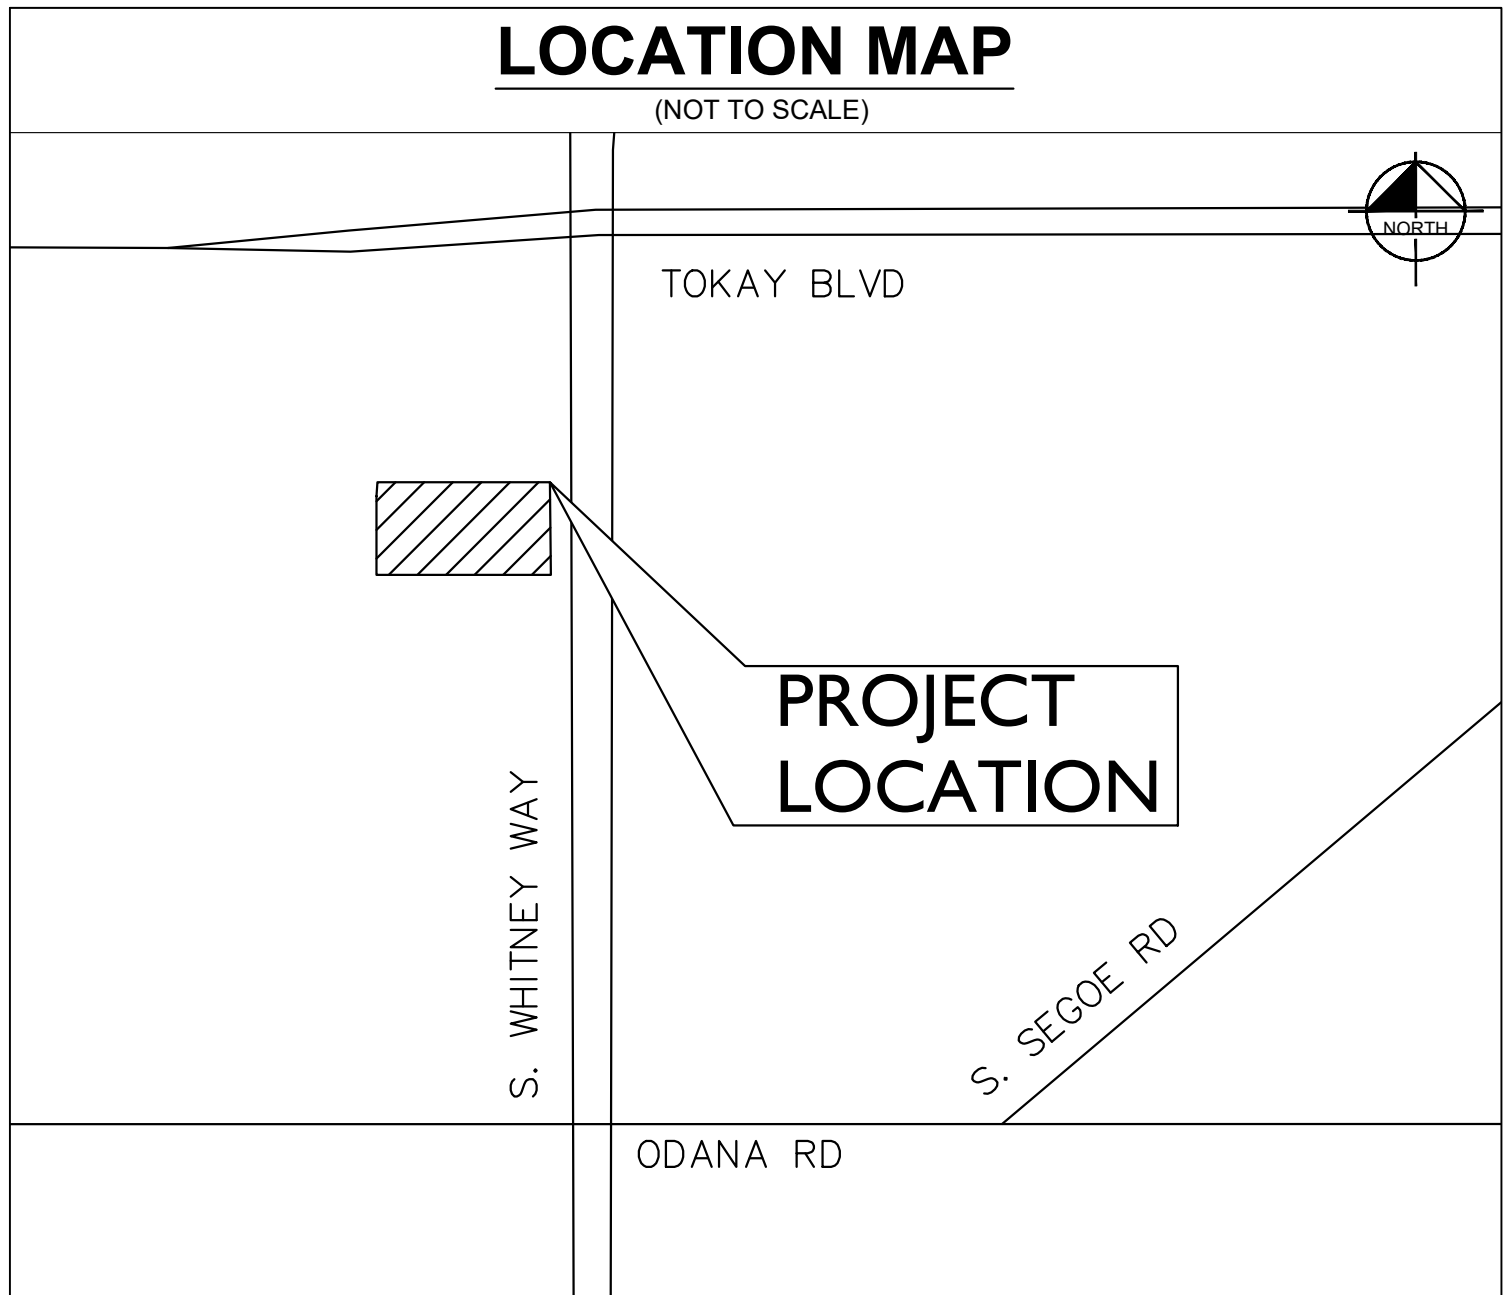 LOCATION MAP
(NOT TO SCALE)
NORTH
TOKAY BLVD
PROJECT
LOCATION
S. WHITNEY WAY
S. SEGOE RD
ODANA RD